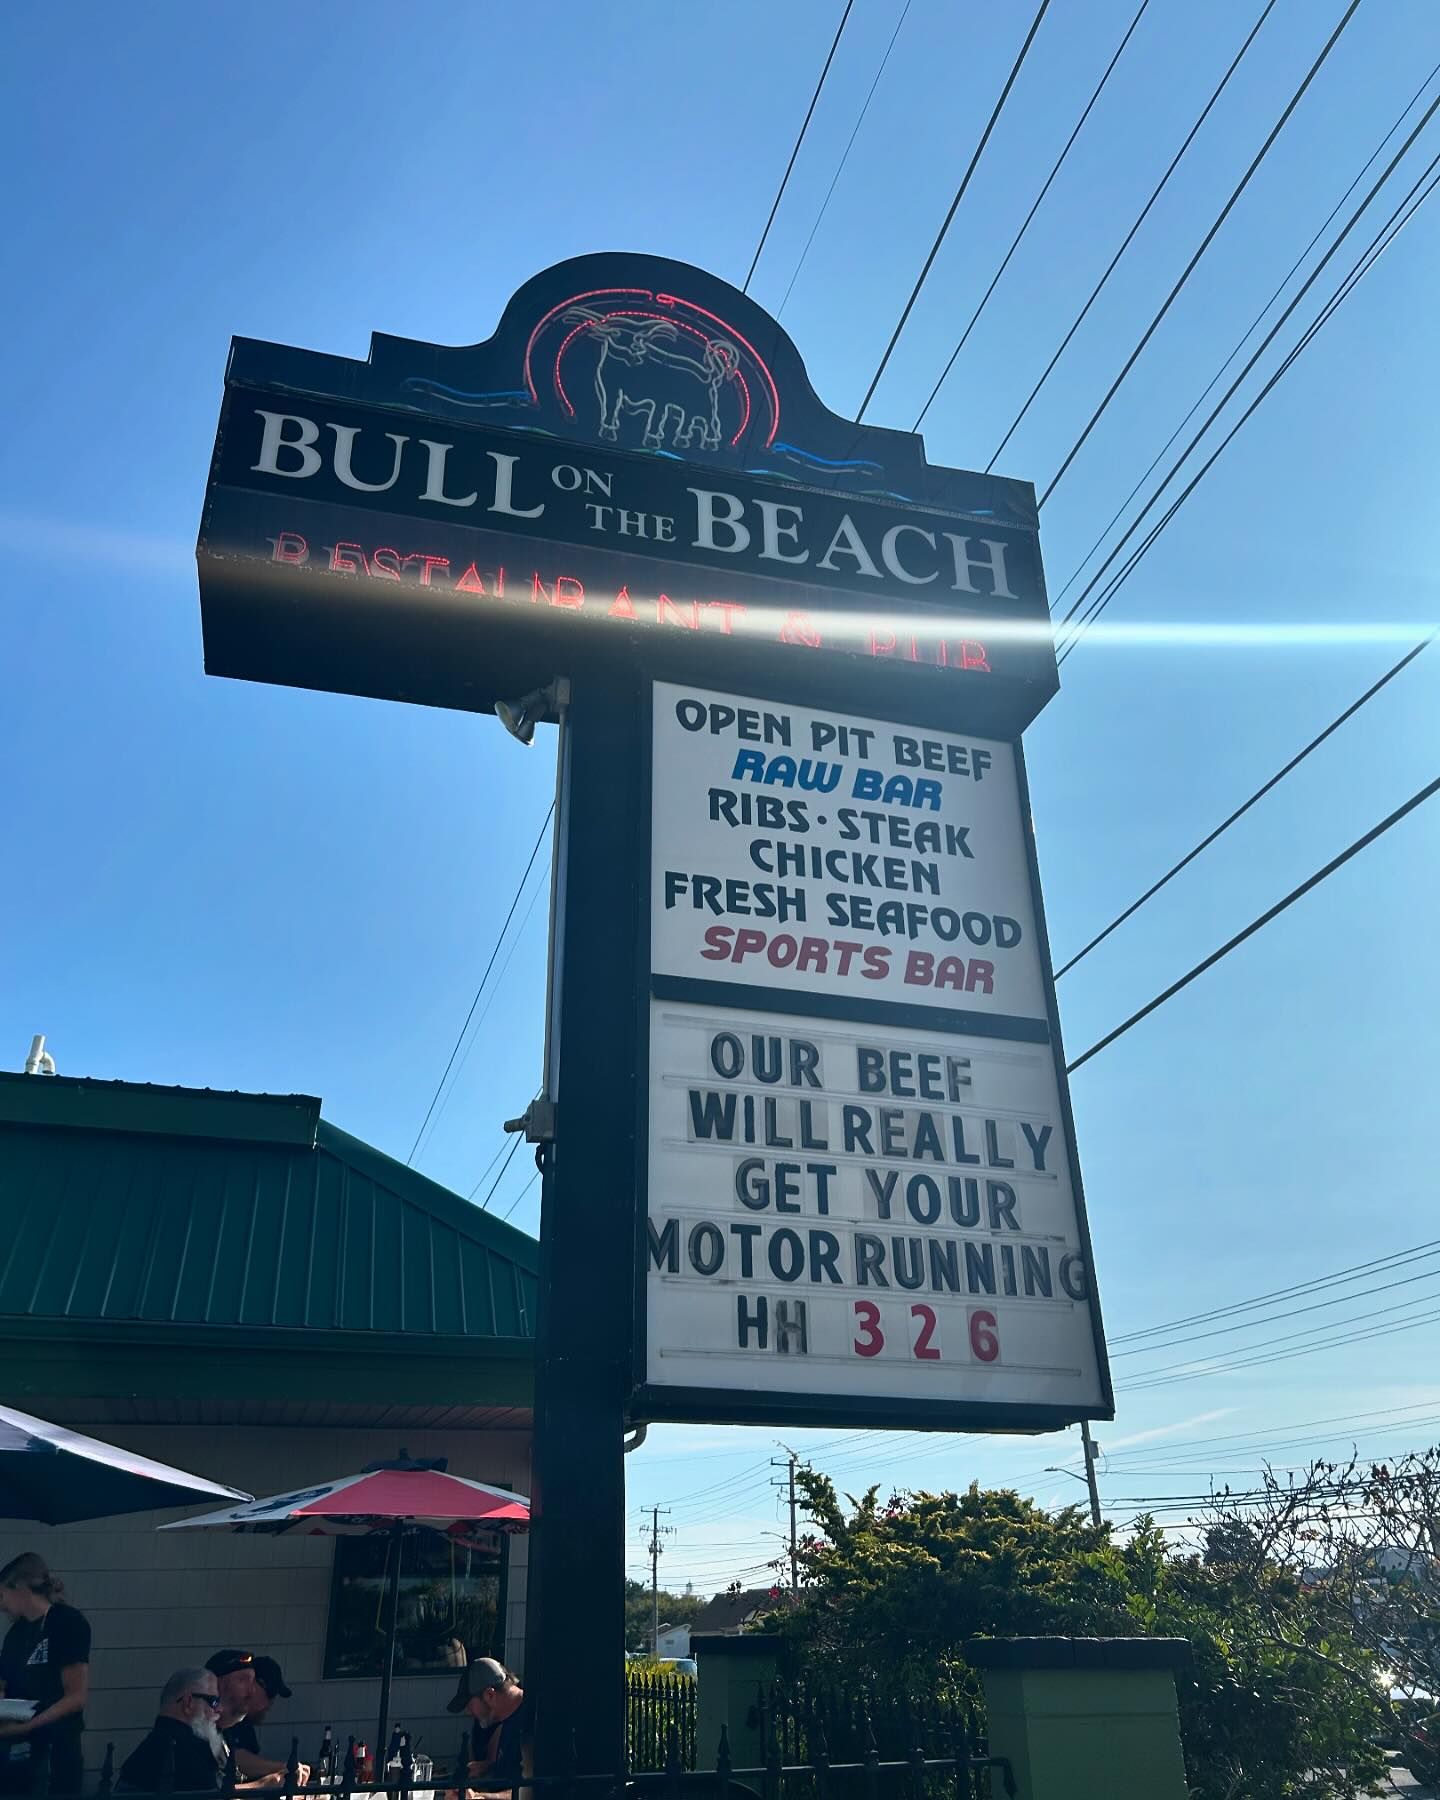 BULL ON THE BEACH
RESTAURANT & PUB
OPEN PIT BEEF
RAW BAR
RIBS · STEAK
CHICKEN
FRESH SEAFOOD
SPORTS BAR
OUR BEEF
WILL REALLY
GET YOUR
MOTOR RUNNING
HH 326